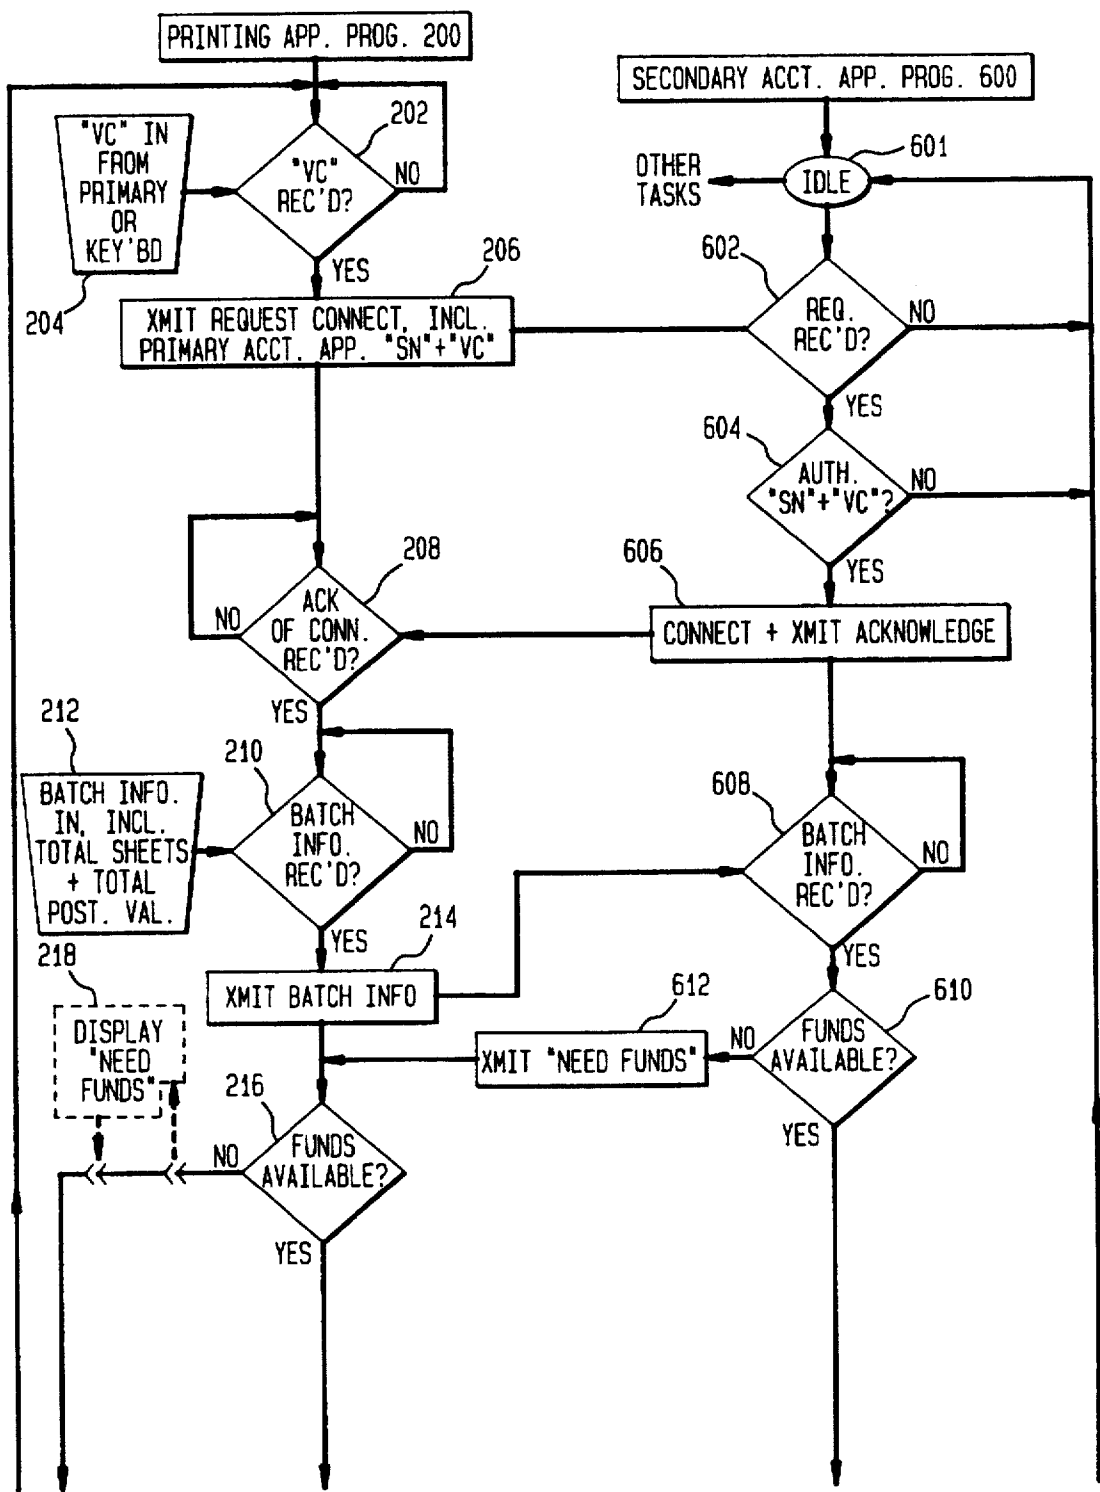 PRINTING APP. PROG. 200
SECONDARY ACCT. APP. PROG. 600
"VC" IN
FROM
PRIMARY
OR
KEY'BD
204
202
"VC"
REC'D?
NO
YES
OTHER
TASKS
IDLE
601
206
XMIT REQUEST CONNECT, INCL.
PRIMARY ACCT. APP. "SN"+"VC"
602
REQ.
REC'D?
NO
YES
604
AUTH.
"SN"+"VC"?
NO
YES
208
ACK
OF CONN.
REC'D?
NO
YES
606
CONNECT + XMIT ACKNOWLEDGE
212
BATCH INFO.
IN, INCL.
TOTAL SHEETS
+ TOTAL
POST. VAL.
210
BATCH
INFO.
REC'D?
NO
YES
608
BATCH
INFO.
REC'D?
NO
YES
214
XMIT BATCH INFO
218
DISPLAY
"NEED
FUNDS"
612
XMIT "NEED FUNDS"
610
FUNDS
AVAILABLE?
NO
YES
216
FUNDS
AVAILABLE?
NO
YES